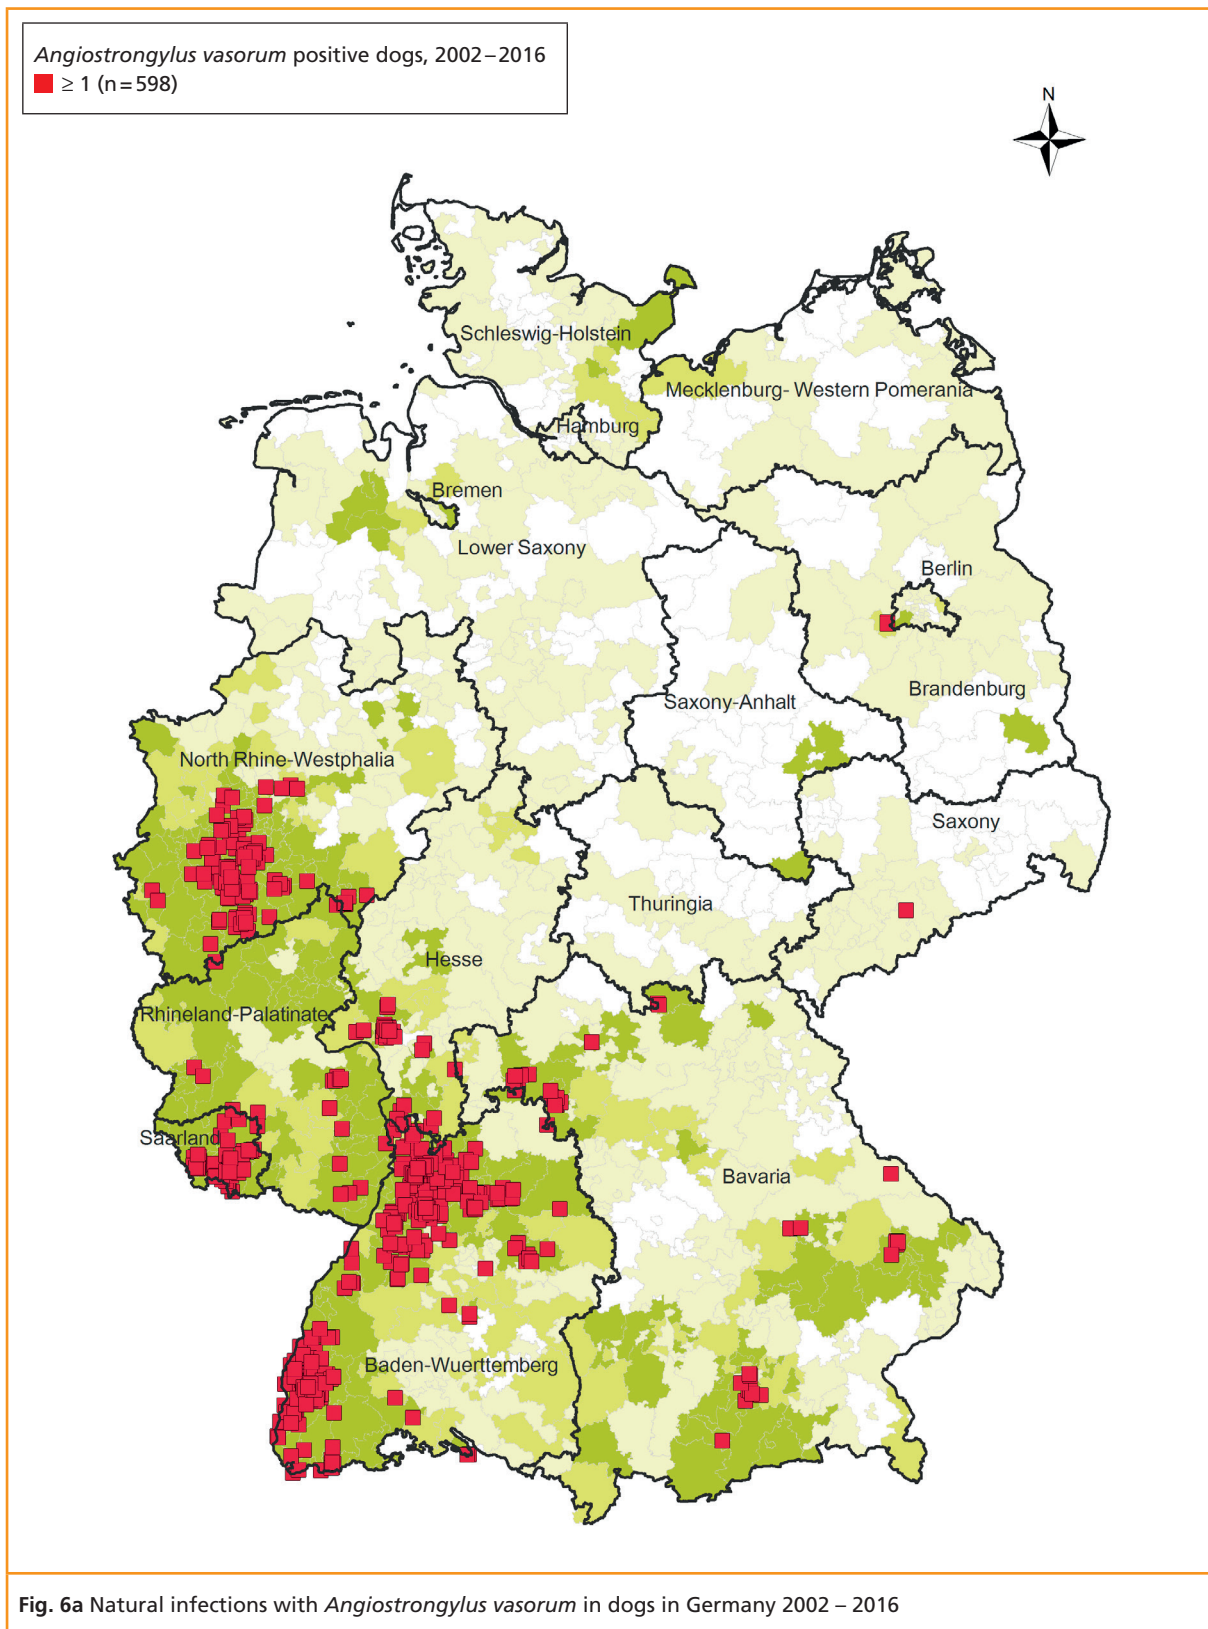 Angiostrongylus vasorum positive dogs, 2002–2016
≥ 1 (n=598)
N
Schleswig-Holstein
Mecklenburg- Western Pomerania
Hamburg
Bremen
Lower Saxony
Berlin
Brandenburg
Saxony-Anhalt
North Rhine-Westphalia
Saxony
Thuringia
Hesse
Rhineland-Palatinate
Saarland
Bavaria
Baden-Wuerttemberg
Fig. 6a Natural infections with Angiostrongylus vasorum in dogs in Germany 2002 – 2016